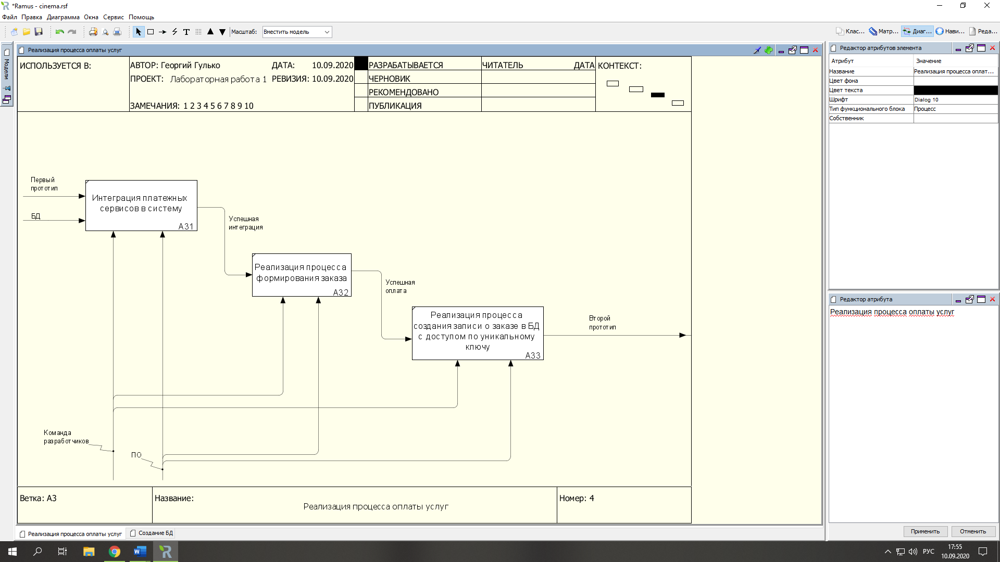 *Ramus - cinema.rsf
Файл Правка Диаграмма Окна Сервис Помощь
Масштаб: Вместить модель
Клас... Матр... Диаг... Нави... Реда...
Модели
Реализация процесса оплаты услуг
ИСПОЛЬЗУЕТСЯ В:
АВТОР: Георгий Гулько
ДАТА: 10.09.2020
ПРОЕКТ: Лабораторная работа 1
РЕВИЗИЯ: 10.09.2020
ЗАМЕЧАНИЯ: 1 2 3 4 5 6 7 8 9 10
РАЗРАБАТЫВАЕТСЯ
ЧЕРНОВИК
РЕКОМЕНДОВАНО
ПУБЛИКАЦИЯ
ЧИТАТЕЛЬ
ДАТА
КОНТЕКСТ:
Первый
прототип
БД
Интеграция платежных
сервисов в систему
A31
Успешная
интеграция
Реализация процесса
формирования заказа
A32
Успешная
оплата
Реализация процесса
создания записи о заказе в БД
с доступом по уникальному
ключу
A33
Второй
прототип
Команда
разработчиков
ПО
Ветка: A3
Название:
Реализация процесса оплаты услуг
Номер: 4
Реализация процесса оплаты услуг
Создание БД
Редактор атрибутов элемента
Атрибут Значение
Название Реализация процесса оплат...
Цвет фона
Цвет текста
Шрифт Dialog 10
Тип функционального блока Процесс
Собственник
Редактор атрибута
Реализация процесса оплаты услуг
Применить Отменить
РУС
17:55
10.09.2020